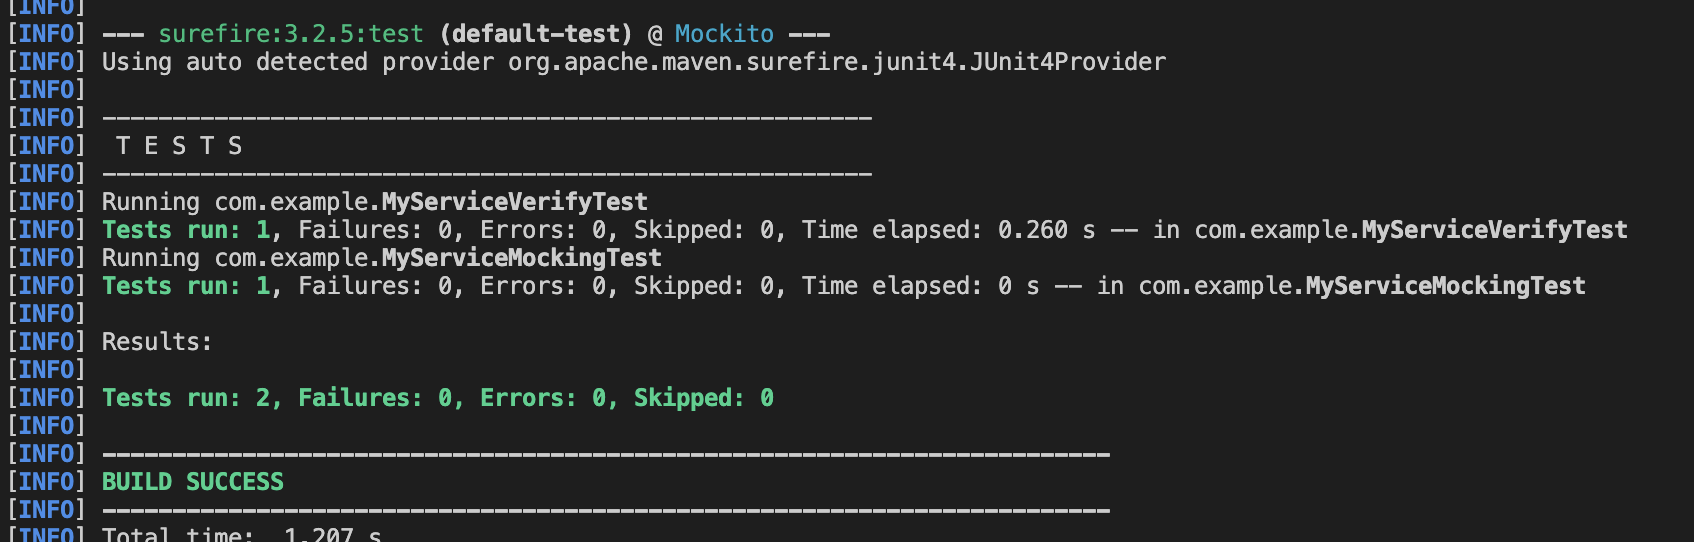 [INFO]
[INFO] --- surefire:3.2.5:test (default-test) @ Mockito ---
[INFO] Using auto detected provider org.apache.maven.surefire.junit4.JUnit4Provider
[INFO]
[INFO] -------------------------------------------------------
[INFO]  T E S T S
[INFO] -------------------------------------------------------
[INFO] Running com.example.MyServiceVerifyTest
[INFO] Tests run: 1, Failures: 0, Errors: 0, Skipped: 0, Time elapsed: 0.260 s -- in com.example.MyServiceVerifyTest
[INFO] Running com.example.MyServiceMockingTest
[INFO] Tests run: 1, Failures: 0, Errors: 0, Skipped: 0, Time elapsed: 0 s -- in com.example.MyServiceMockingTest
[INFO]
[INFO] Results:
[INFO]
[INFO] Tests run: 2, Failures: 0, Errors: 0, Skipped: 0
[INFO]
[INFO] ------------------------------------------------------------------------
[INFO] BUILD SUCCESS
[INFO] ------------------------------------------------------------------------
[INFO] Total time:  1.207 s